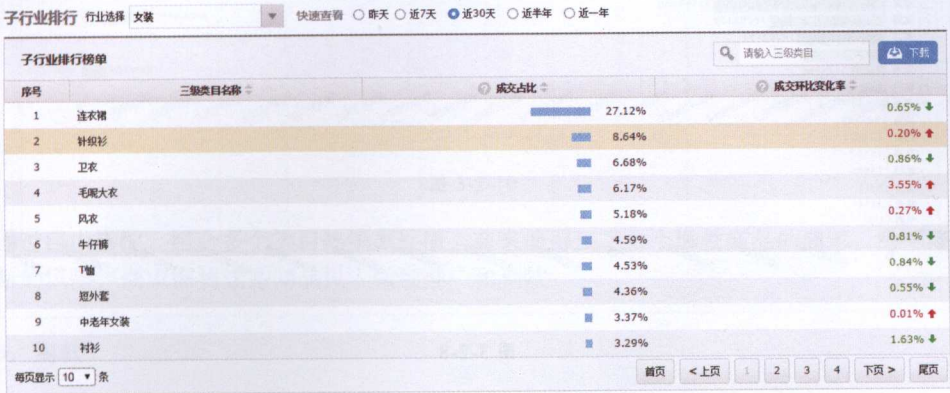 子行业排行 行业选择 女装 快速查看 昨天 近7天 近30天 近半年 近一年
子行业排行榜单 请输入三级类目 下载
序号 三级类目名称 成交占比 成交环比变化率
1 连衣裙 27.12% 0.65%
2 针织衫 8.64% 0.20%
3 卫衣 6.68% 0.86%
4 毛呢大衣 6.17% 3.55%
5 风衣 5.18% 0.27%
6 牛仔裤 4.59% 0.81%
7 T恤 4.53% 0.84%
8 短外套 4.36% 0.55%
9 中老年女装 3.37% 0.01%
10 衬衫 3.29% 1.63%
每页显示 10 条 首页 <上页 1 2 3 4 下页> 尾页